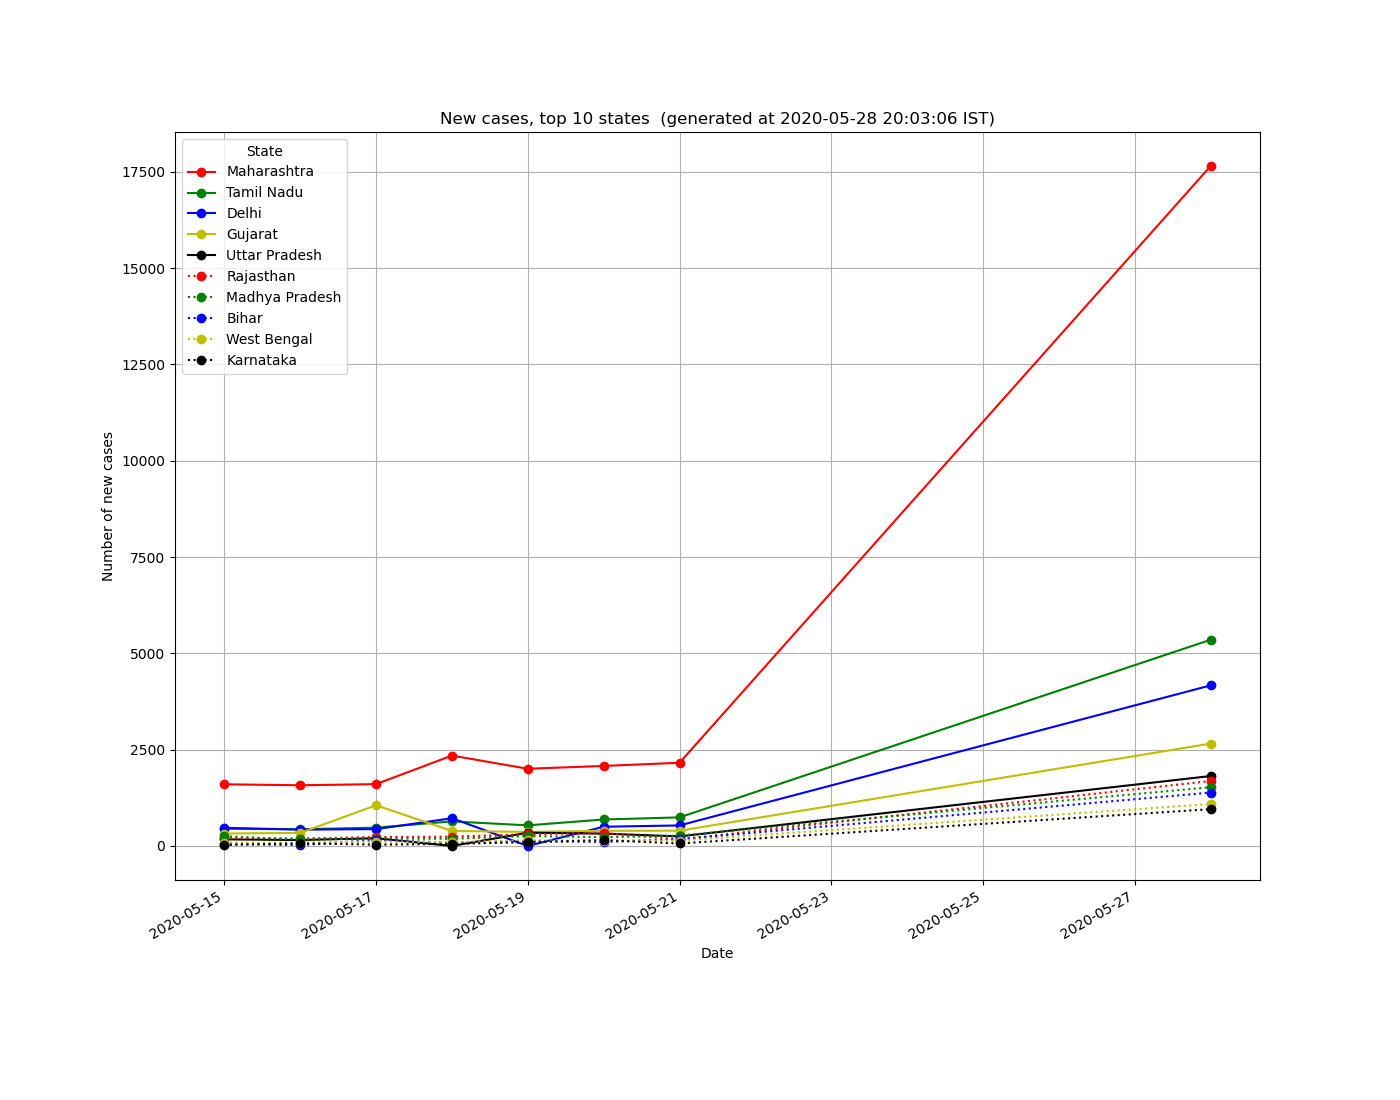 New cases, top 10 states  (generated at 2020-05-28 20:03:06 IST)
State
Maharashtra
Tamil Nadu
Delhi
Gujarat
Uttar Pradesh
Rajasthan
Madhya Pradesh
Bihar
West Bengal
Karnataka
Number of new cases
17500
15000
12500
10000
7500
5000
2500
0
2020-05-15
2020-05-17
2020-05-19
2020-05-21
2020-05-23
2020-05-25
2020-05-27
Date